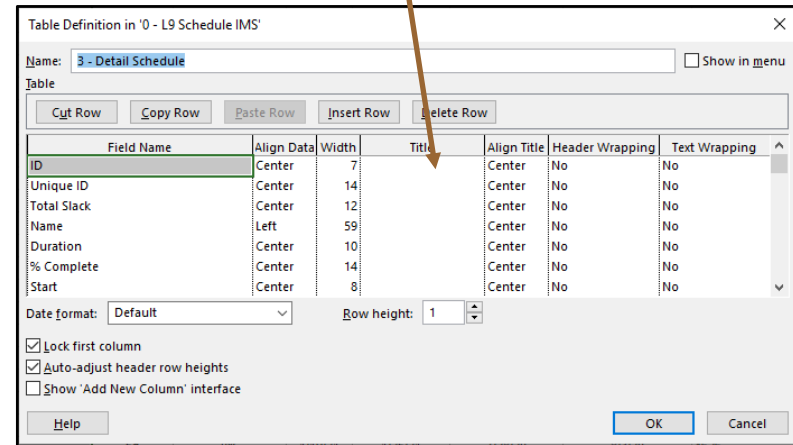 Table Definition in '0 - L9 Schedule IMS'
Name: 3 - Detail Schedule Show in menu
Table
Cut Row Copy Row Paste Row Insert Row Delete Row
Field Name Align Data Width Title Align Title Header Wrapping Text Wrapping
ID Center 7 Center No No
Unique ID Center 14 Center No No
Total Slack Center 12 Center No No
Name Left 59 Center No No
Duration Center 10 Center No No
% Complete Center 14 Center No No
Start Center 8 Center No No
Date format: Default Row height: 1
Lock first column
Auto-adjust header row heights
Show 'Add New Column' interface
Help OK Cancel